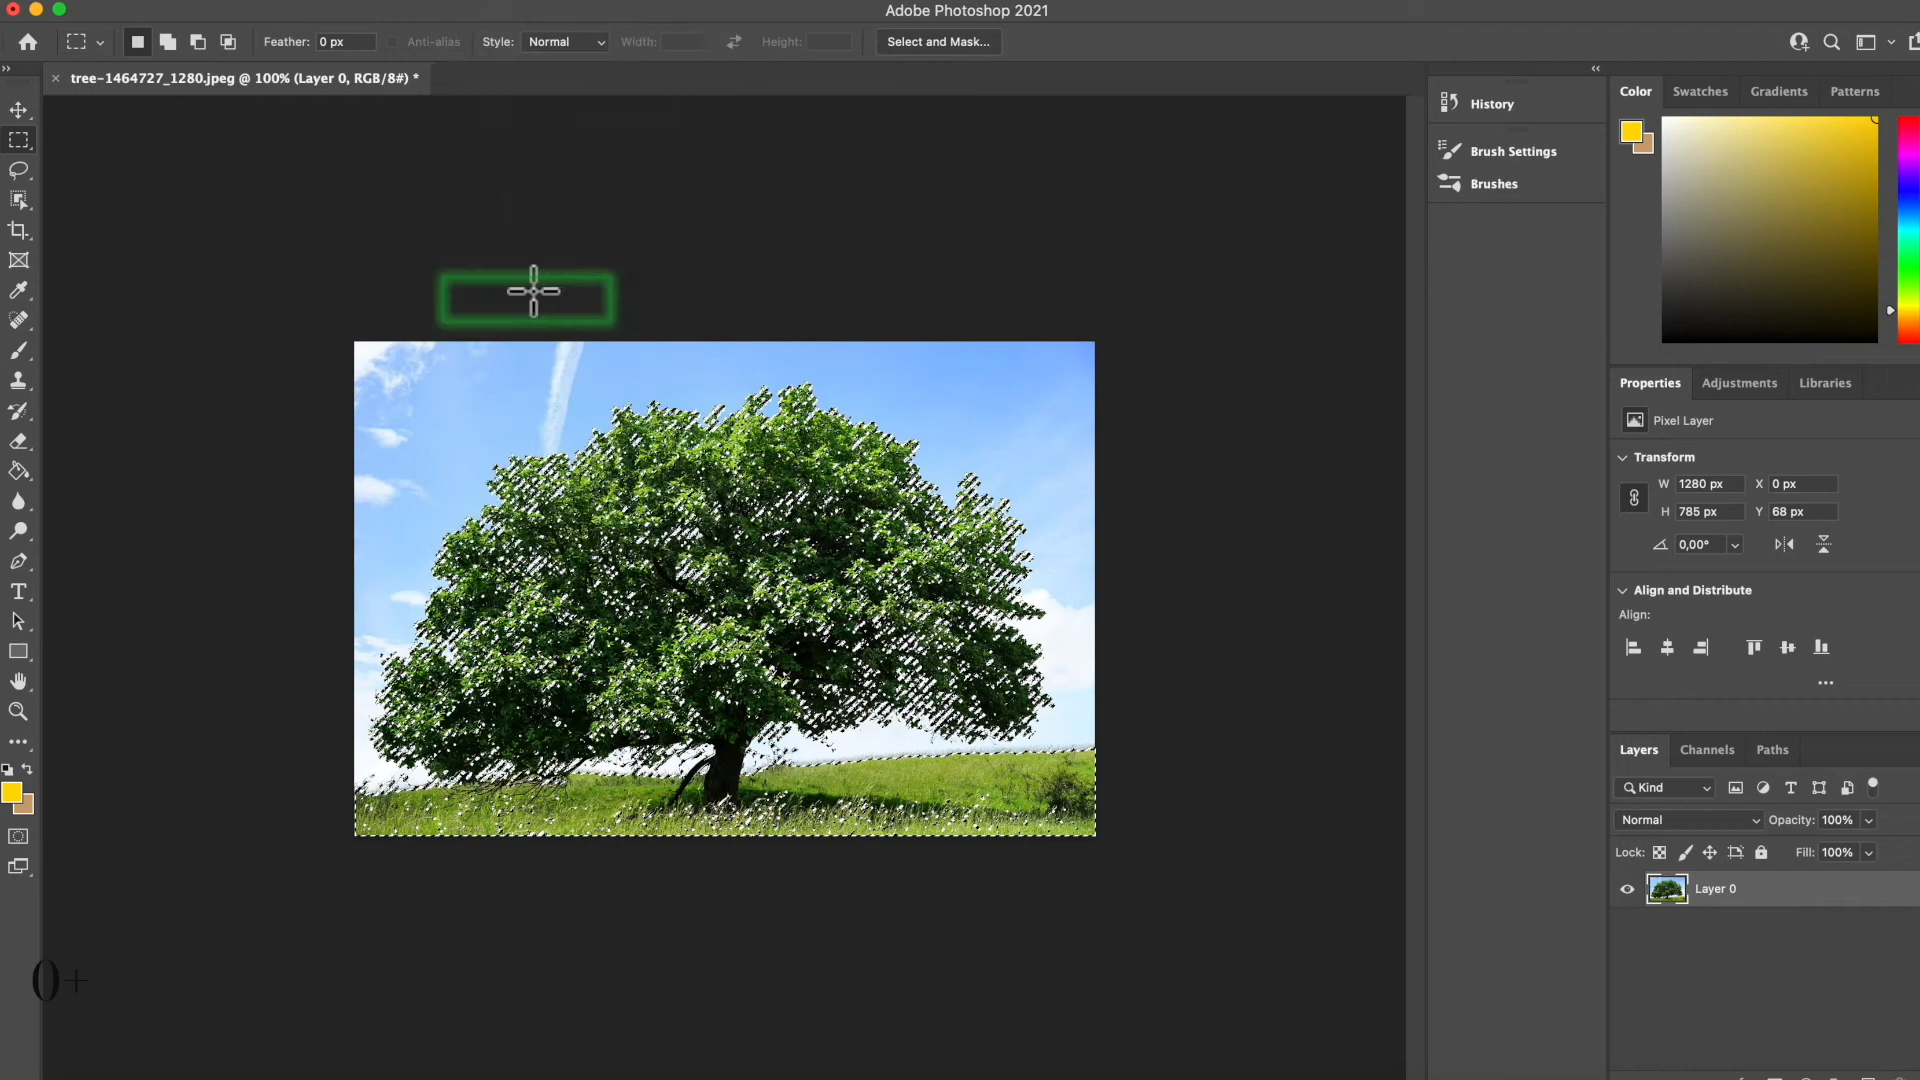 Adobe Photoshop 2021
Feather: 0 px Anti-alias Style: Normal Width: Height: Select and Mask...
tree-1464727_1280.jpeg @ 100% (Layer 0, RGB/8#) *
History
Brush Settings
Brushes
Color Swatches Gradients Patterns
Properties Adjustments Libraries
Pixel Layer
Transform
W 1280 px X 0 px
H 785 px Y 68 px
0,00°
Align and Distribute
Align:
Layers Channels Paths
Kind
Normal Opacity: 100%
Lock: Fill: 100%
Layer 0
0+